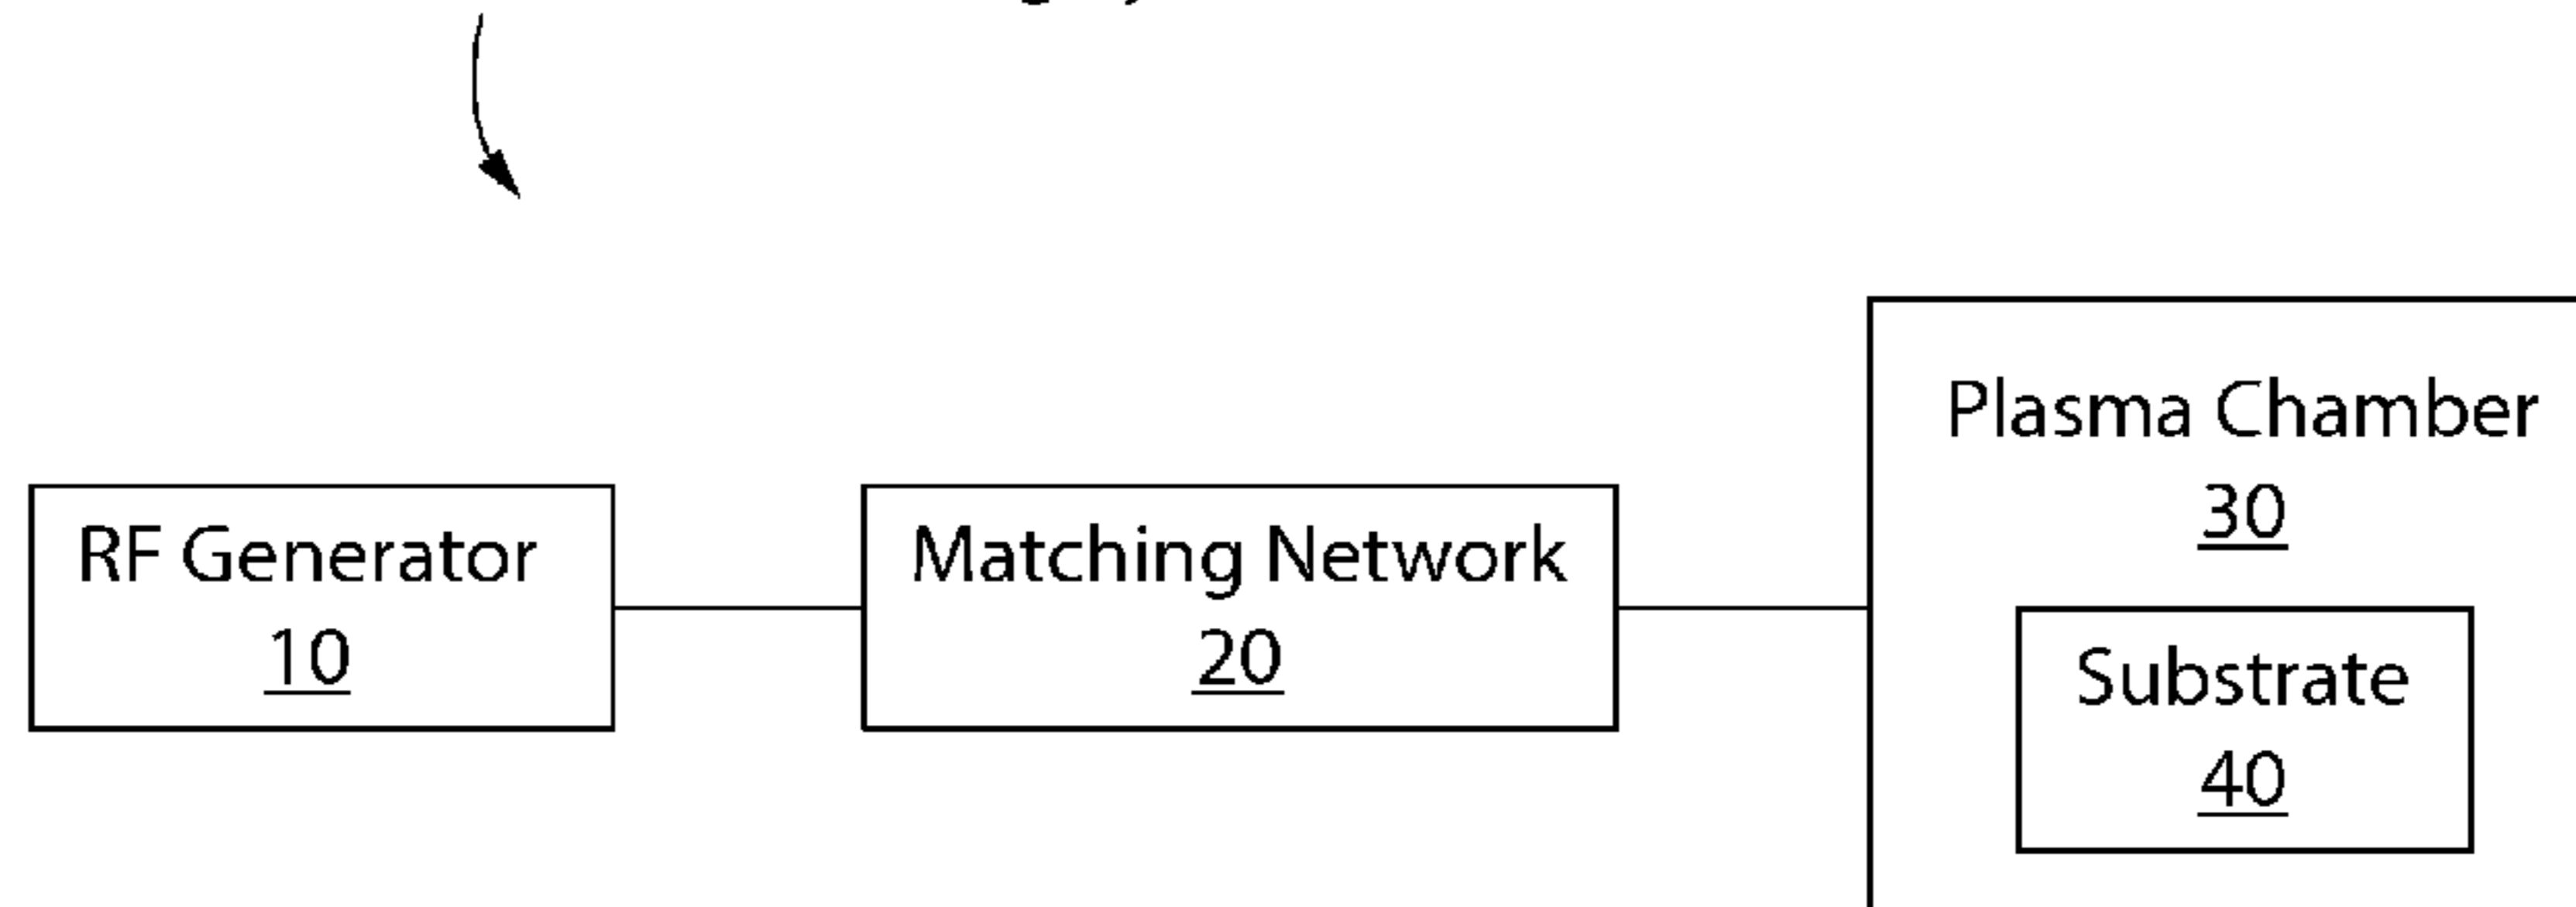 Plasma Chamber
30
RF Generator
10
Matching Network
20
Substrate
40